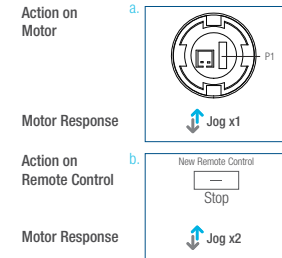 Action on
Motor
a.
P1
Motor Response
Jog x1
Action on
Remote Control
b.
New Remote Control
Stop
Motor Response
Jog x2